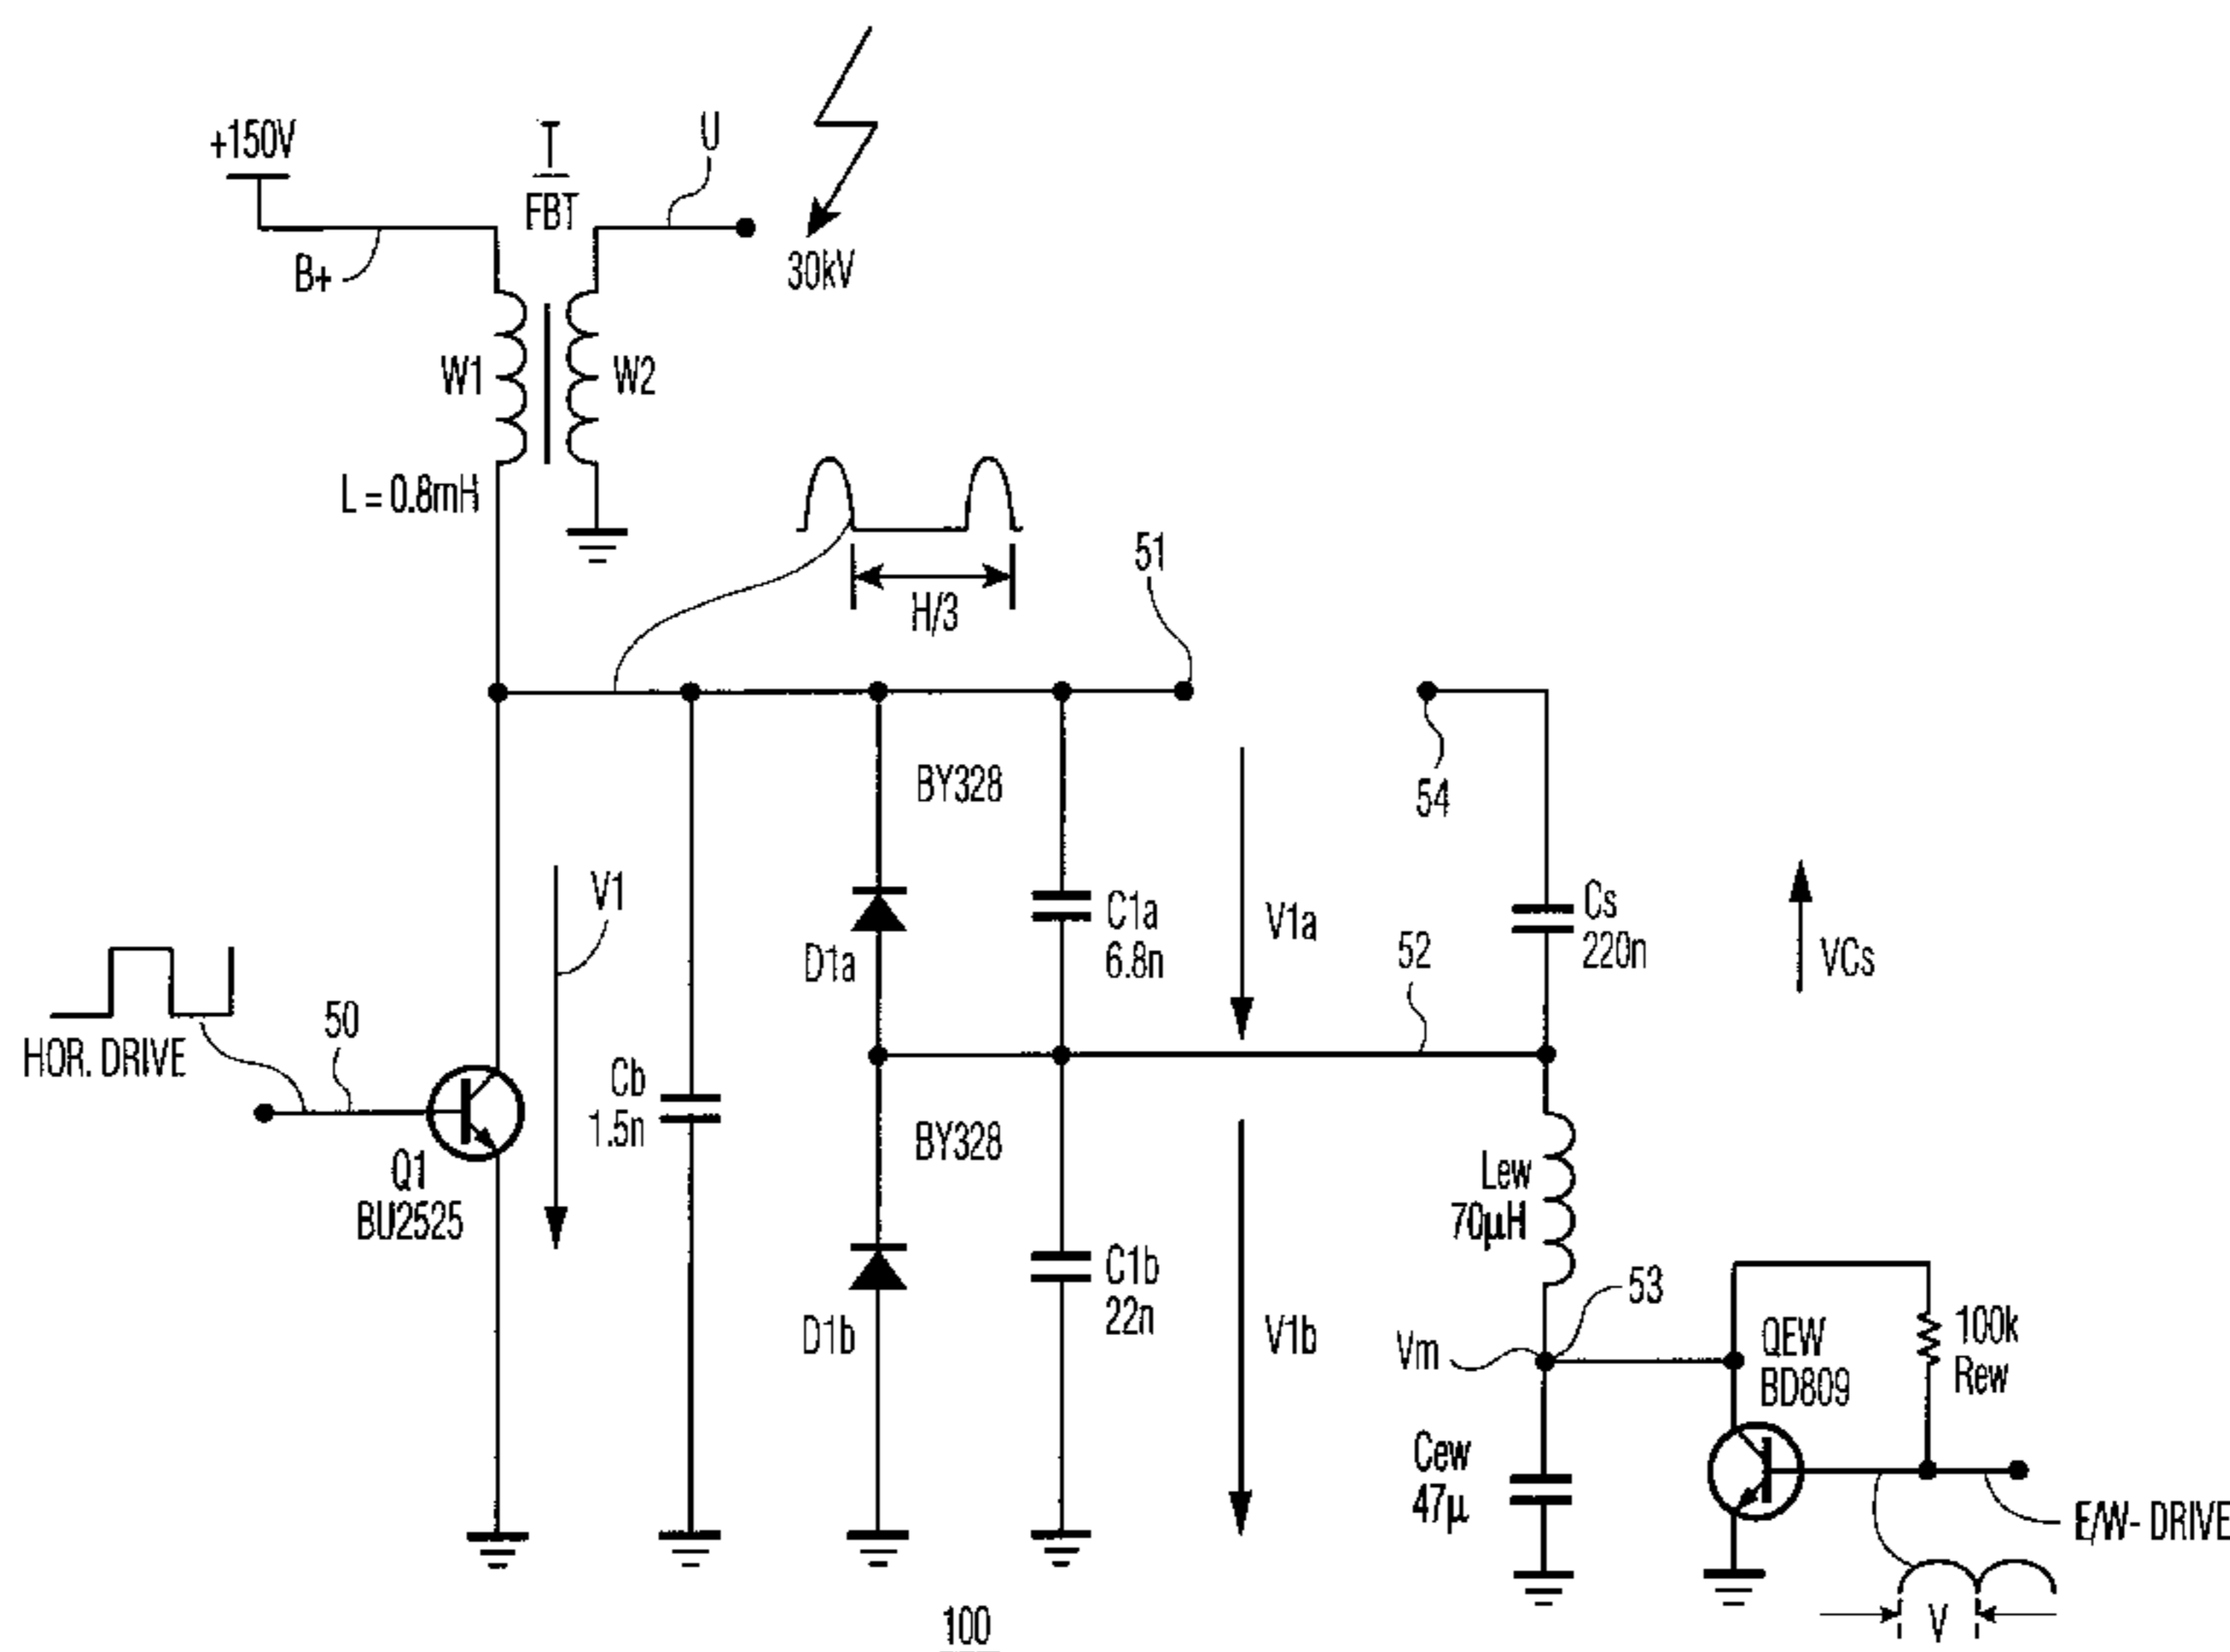 +150V
T
FBT
U
B+
30kV
W1
W2
L = 0.8mH
H/3
51
54
BY328
V1
D1a
C1a
6.8n
V1a
52
Cs
220n
VCs
HOR. DRIVE
50
Q1
BU2525
Cb
1.5n
BY328
D1b
C1b
22n
V1b
Lew
70µH
53
Vm
QEW
BD809
100k
Rew
Cew
47µ
E/W- DRIVE
V
100